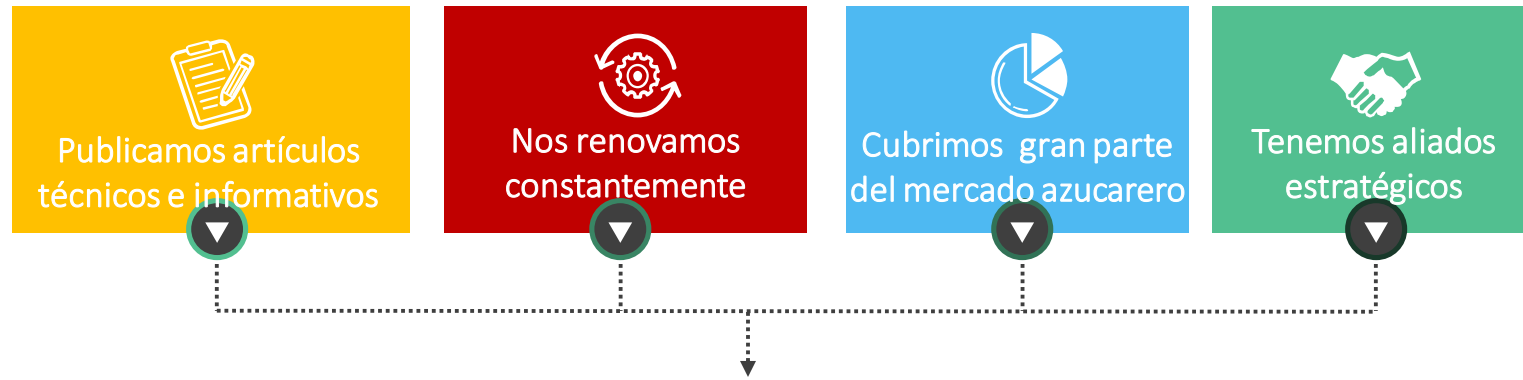 Publicamos artículos
técnicos e informativos
Nos renovamos
constantemente
Cubrimos  gran parte
del mercado azucarero
Tenemos aliados
estratégicos